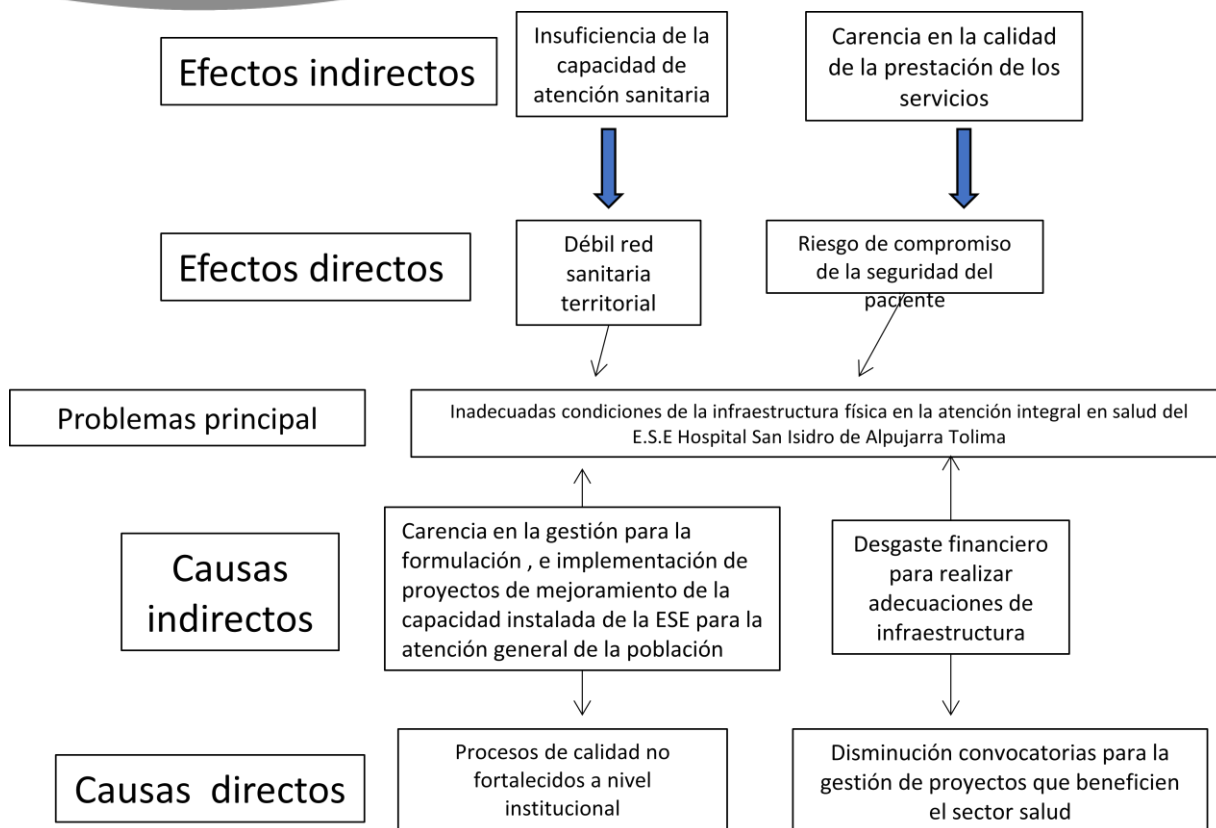 Efectos indirectos
Insuficiencia de la
capacidad de
atención sanitaria
Carencia en la calidad
de la prestación de los
servicios
Efectos directos
Débil red
sanitaria
territorial
Riesgo de compromiso
de la seguridad del
paciente
Problemas principal
Inadecuadas condiciones de la infraestructura física en la atención integral en salud del
E.S.E Hospital San Isidro de Alpujarra Tolima
Causas
indirectos
Carencia en la gestión para la
formulación , e implementación de
proyectos de mejoramiento de la
capacidad instalada de la ESE para la
atención general de la población
Desgaste financiero
para realizar
adecuaciones de
infraestructura
Causas directos
Procesos de calidad no
fortalecidos a nivel
institucional
Disminución convocatorias para la
gestión de proyectos que beneficien
el sector salud